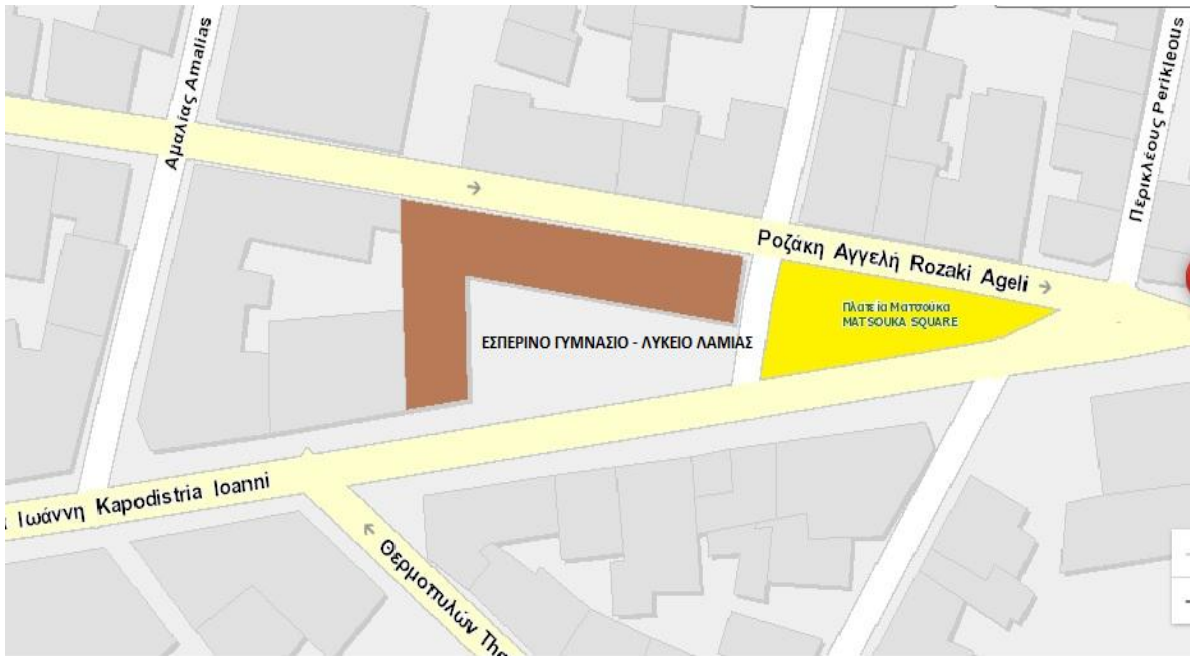 Αμαλίας Amalias
Περικλέους Perikleous
Ροζάκη Αγγελή Rozaki Ageli
Πλατεία Ματσούκα
MATSOUKA SQUARE
ΕΣΠΕΡΙΝΟ ΓΥΜΝΑΣΙΟ - ΛΥΚΕΙΟ ΛΑΜΙΑΣ
Ιωάννη Kapodistria Ioanni
Θερμοπυλών The